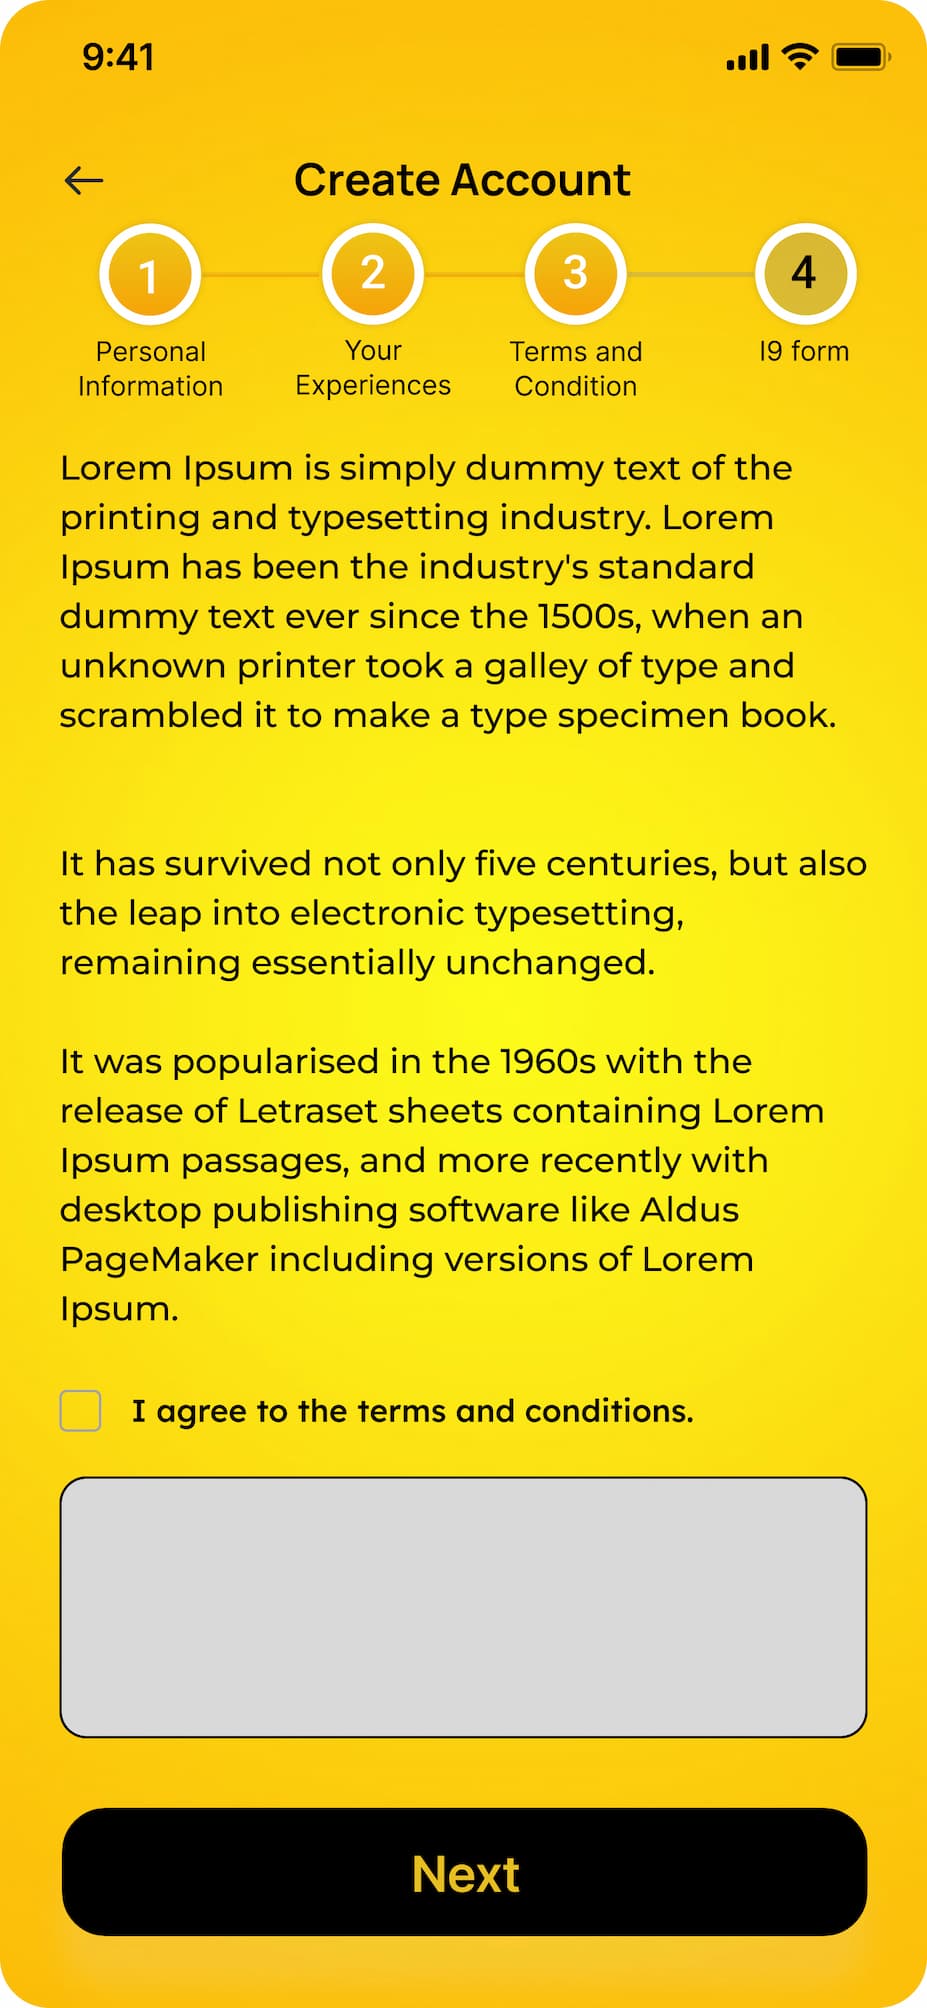 9:41
Create Account
1
2
3
4
Personal
Information
Your
Experiences
Terms and
Condition
I9 form
Lorem Ipsum is simply dummy text of the
printing and typesetting industry. Lorem
Ipsum has been the industry's standard
dummy text ever since the 1500s, when an
unknown printer took a galley of type and
scrambled it to make a type specimen book.
It has survived not only five centuries, but also
the leap into electronic typesetting,
remaining essentially unchanged.
It was popularised in the 1960s with the
release of Letraset sheets containing Lorem
Ipsum passages, and more recently with
desktop publishing software like Aldus
PageMaker including versions of Lorem
Ipsum.
I agree to the terms and conditions.
Next